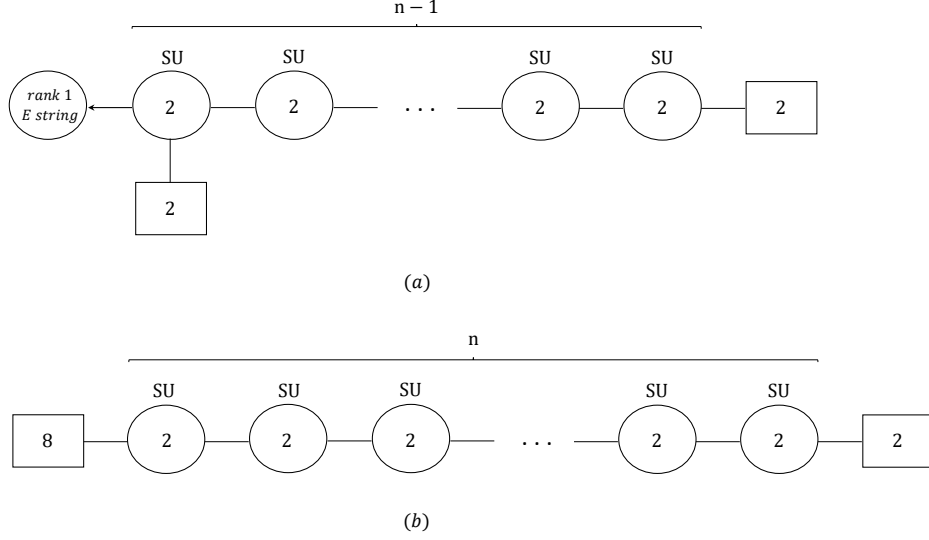 n − 1
SU SU SU SU
rank 1
E string
2 2 . . . 2 2 2
2
(a)
n
SU SU SU SU SU
8 2 2 2 . . . 2 2 2
(b)